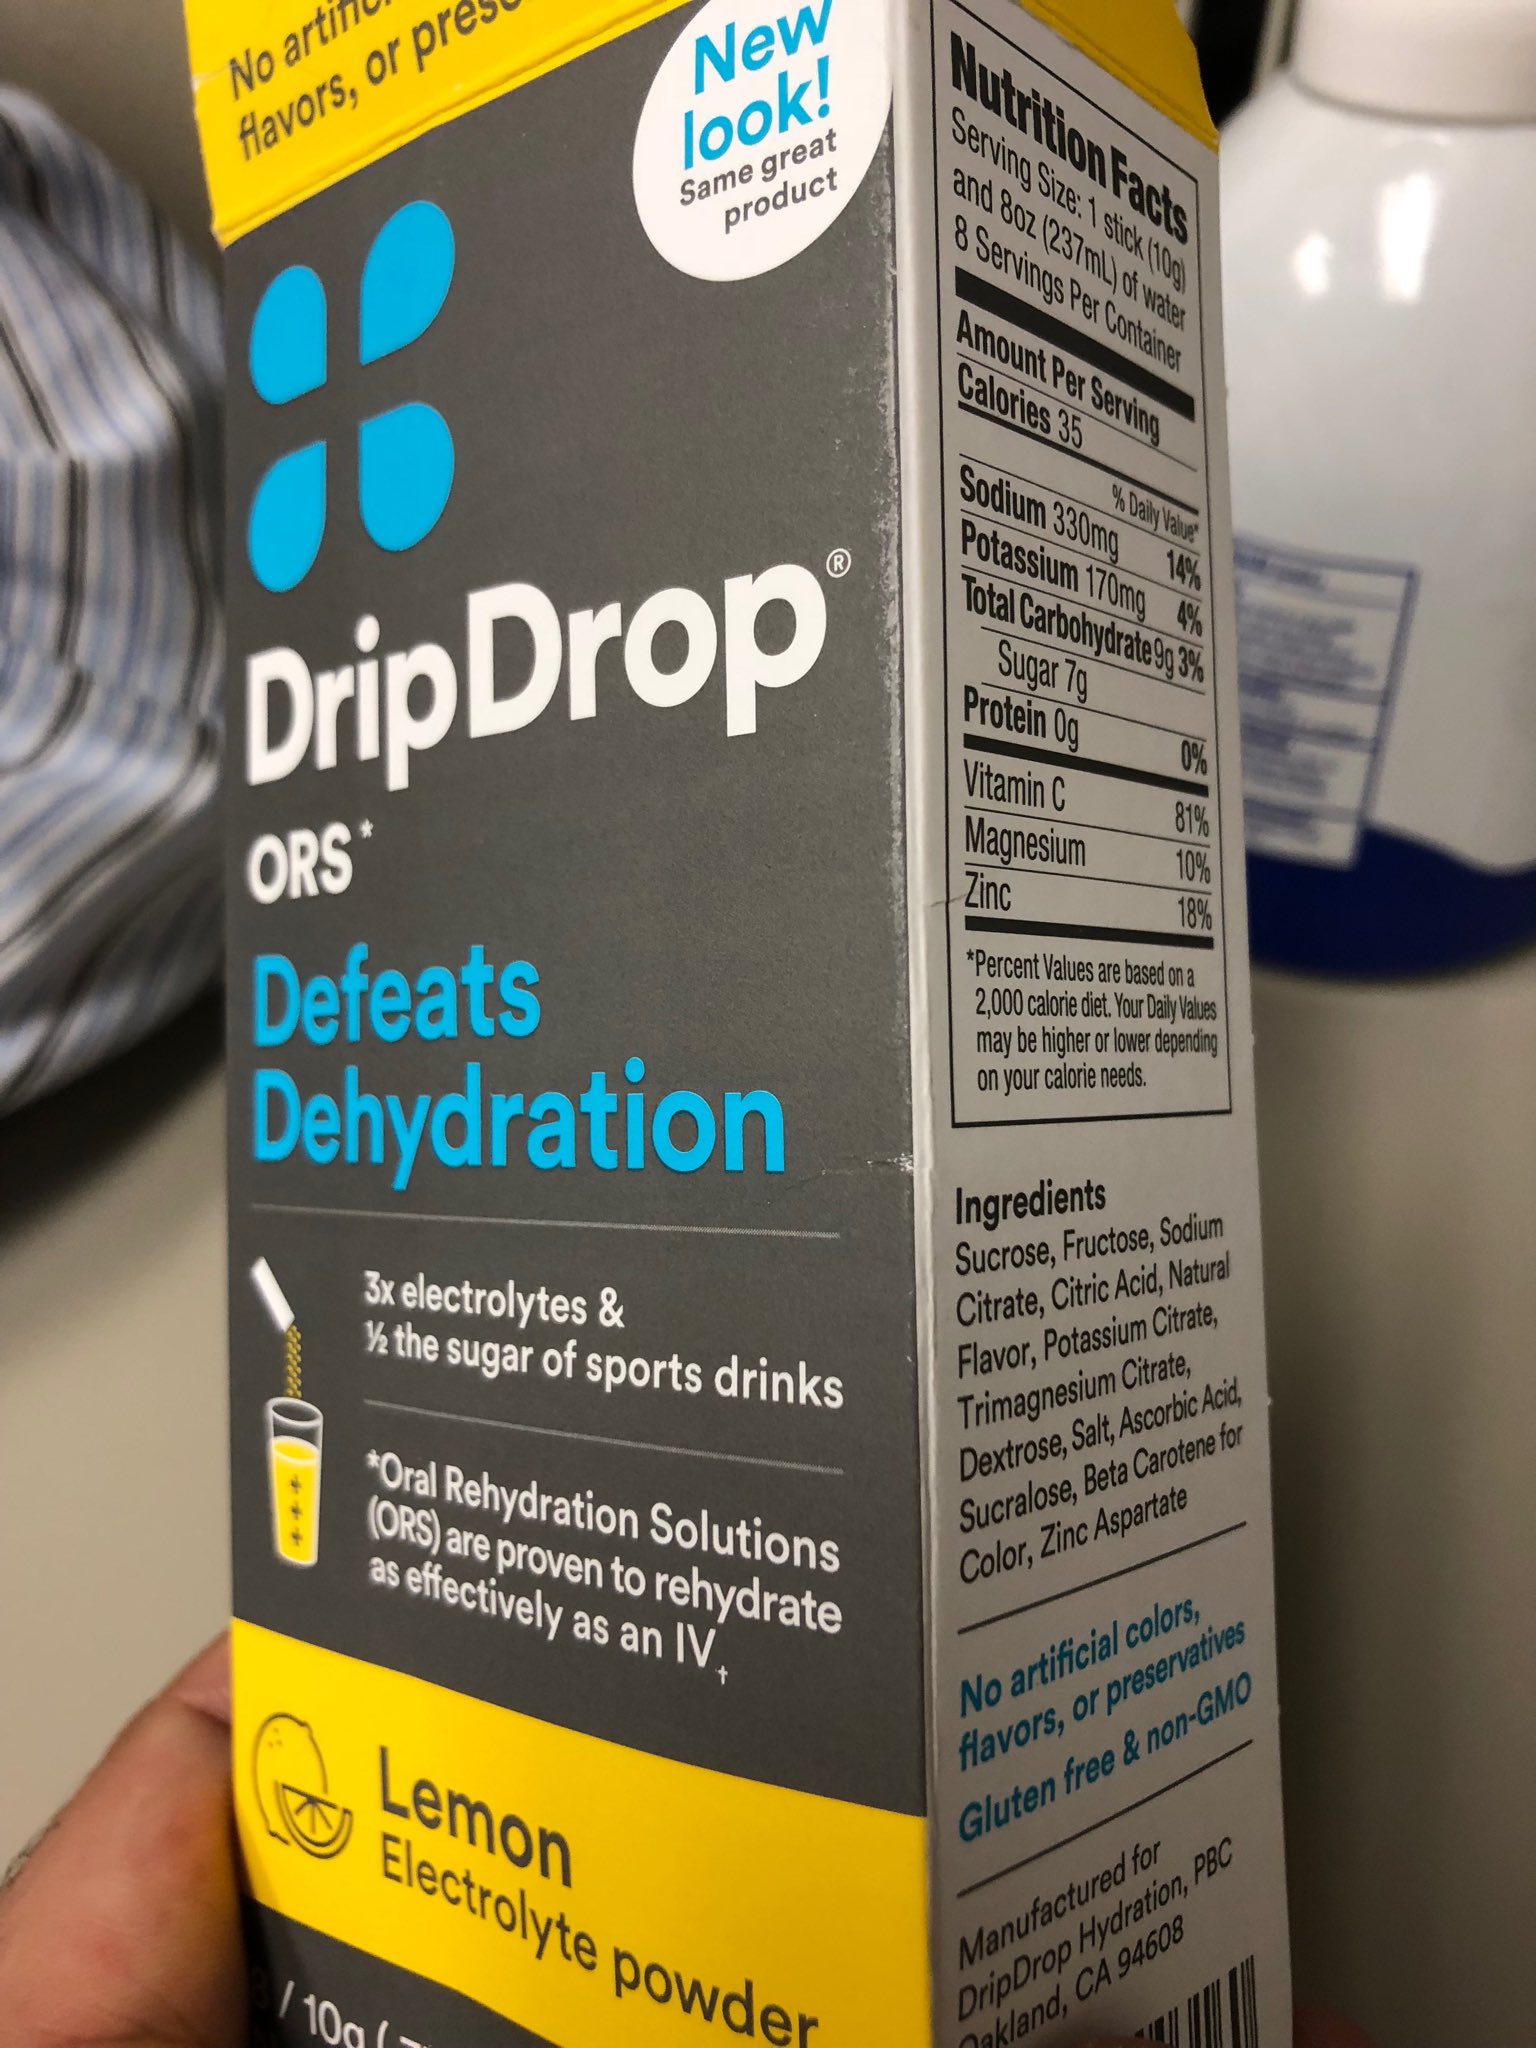 No artific
flavors, or prese
New
look!
Same great
product
DripDrop®
ORS*
Defeats
Dehydration
3x electrolytes &
½ the sugar of sports drinks
*Oral Rehydration Solutions
(ORS) are proven to rehydrate
as effectively as an IV.†
Lemon
Electrolyte powder
/ 10g (
Nutrition Facts
Serving Size: 1 stick (10g)
and 8oz (237mL) of water
8 Servings Per Container
Amount Per Serving
Calories 35
% Daily Value*
Sodium 330mg 14%
Potassium 170mg 4%
Total Carbohydrate 9g 3%
Sugar 7g
Protein 0g 0%
Vitamin C 81%
Magnesium 10%
Zinc 18%
*Percent Values are based on a
2,000 calorie diet. Your Daily Values
may be higher or lower depending
on your calorie needs.
Ingredients
Sucrose, Fructose, Sodium
Citrate, Citric Acid, Natural
Flavor, Potassium Citrate,
Trimagnesium Citrate,
Dextrose, Salt, Ascorbic Acid,
Sucralose, Beta Carotene for
Color, Zinc Aspartate
No artificial colors,
flavors, or preservatives
Gluten free & non-GMO
Manufactured for
DripDrop Hydration, PBC
Oakland, CA 94608